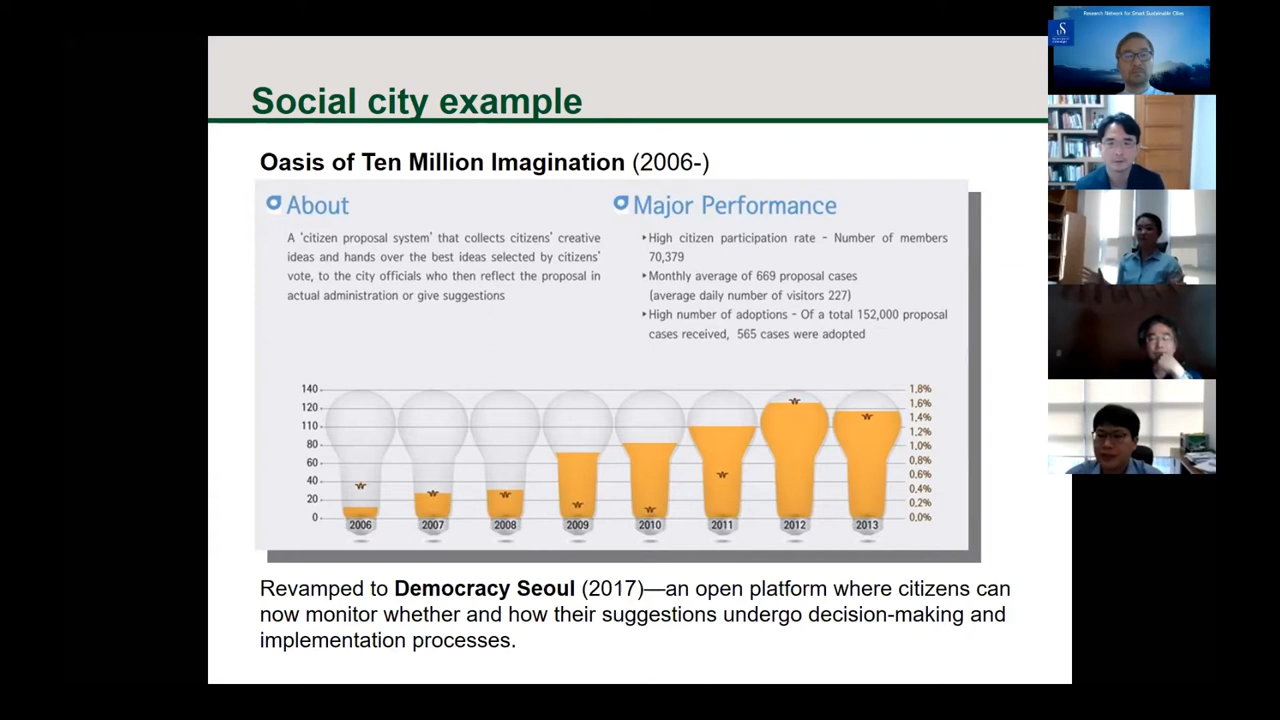 Social city example
Oasis of Ten Million Imagination (2006-)
About
A 'citizen proposal system' that collects citizens' creative
ideas and hands over the best ideas selected by citizens'
vote, to the city officials who then reflect the proposal in
actual administration or give suggestions
Major Performance
High citizen participation rate - Number of members
70,379
Monthly average of 669 proposal cases
(average daily number of visitors 227)
High number of adoptions - Of a total 152,000 proposal
cases received, 565 cases were adopted
140
120
110
80
60
40
20
0
1,8%
1,6%
1,4%
1,2%
1,0%
0,8%
0,6%
0,4%
0,2%
0,0%
2006 2007 2008 2009 2010 2011 2012 2013
Revamped to Democracy Seoul (2017)—an open platform where citizens can
now monitor whether and how their suggestions undergo decision-making and
implementation processes.
Research Network for Smart Sustainable Cities